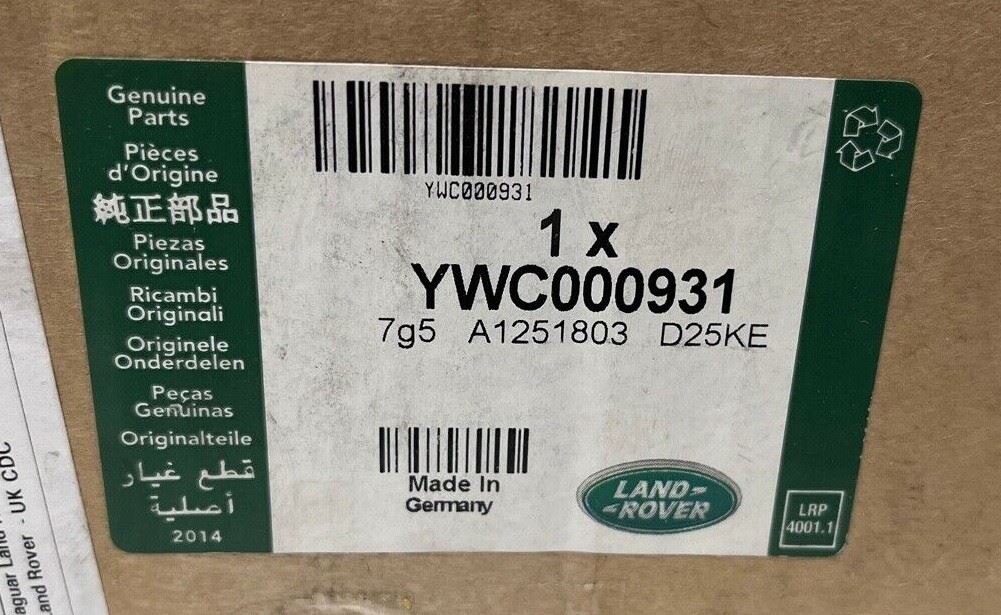 Genuine
Parts
Pièces
d'Origine
純正部品
Piezas
Originales
Ricambi
Originali
Originele
Onderdelen
Peças
Genuinas
Originalteile
قطع غيار
أصلية
2014
YWC000931
1 x
YWC000931
7g5 A1251803 D25KE
Made In
Germany
LAND-
-ROVER
LRP
4001.1
Rover - UK CDC